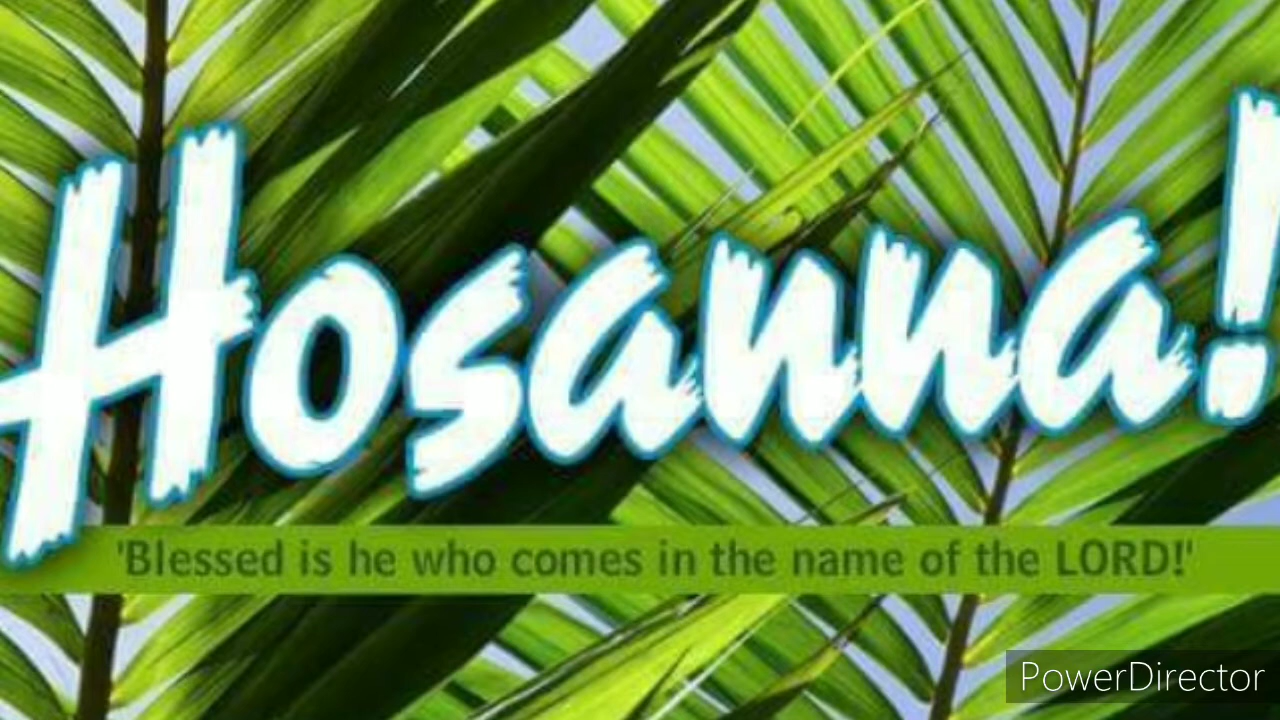 Hosanna!
'Blessed is he who comes in the name of the LORD!'
PowerDirector